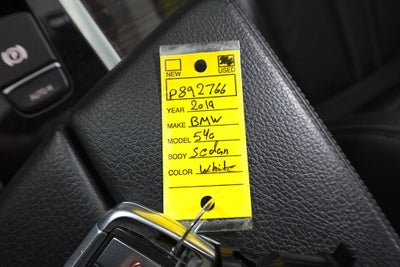 NEW USED
P892766
YEAR 2019
MAKE BMW
MODEL 540
BODY Sedan
COLOR White
AUTO H